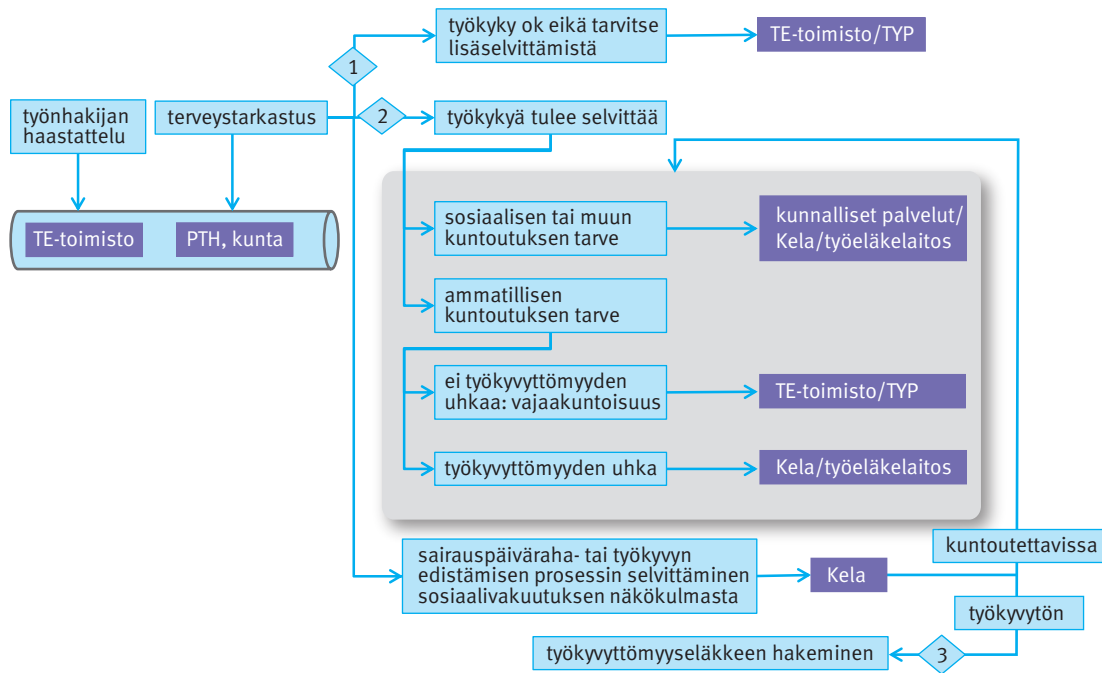 työkyky ok eikä tarvitse
lisäselvittämistä
TE-toimisto/TYP
1
työnhakijan
haastattelu
terveystarkastus
2
työkykyä tulee selvittää
TE-toimisto
PTH, kunta
sosiaalisen tai muun
kuntoutuksen tarve
kunnalliset palvelut/
Kela/työeläkelaitos
ammatillisen
kuntoutuksen tarve
ei työkyvyttömyyden
uhkaa: vajaakuntoisuus
TE-toimisto/TYP
työkyvyttömyyden uhka
Kela/työeläkelaitos
kuntoutettavissa
sairauspäiväraha- tai työkyvyn
edistämisen prosessin selvittäminen
sosiaalivakuutuksen näkökulmasta
Kela
työkyvytön
työkyvyttömyyseläkkeen hakeminen
3